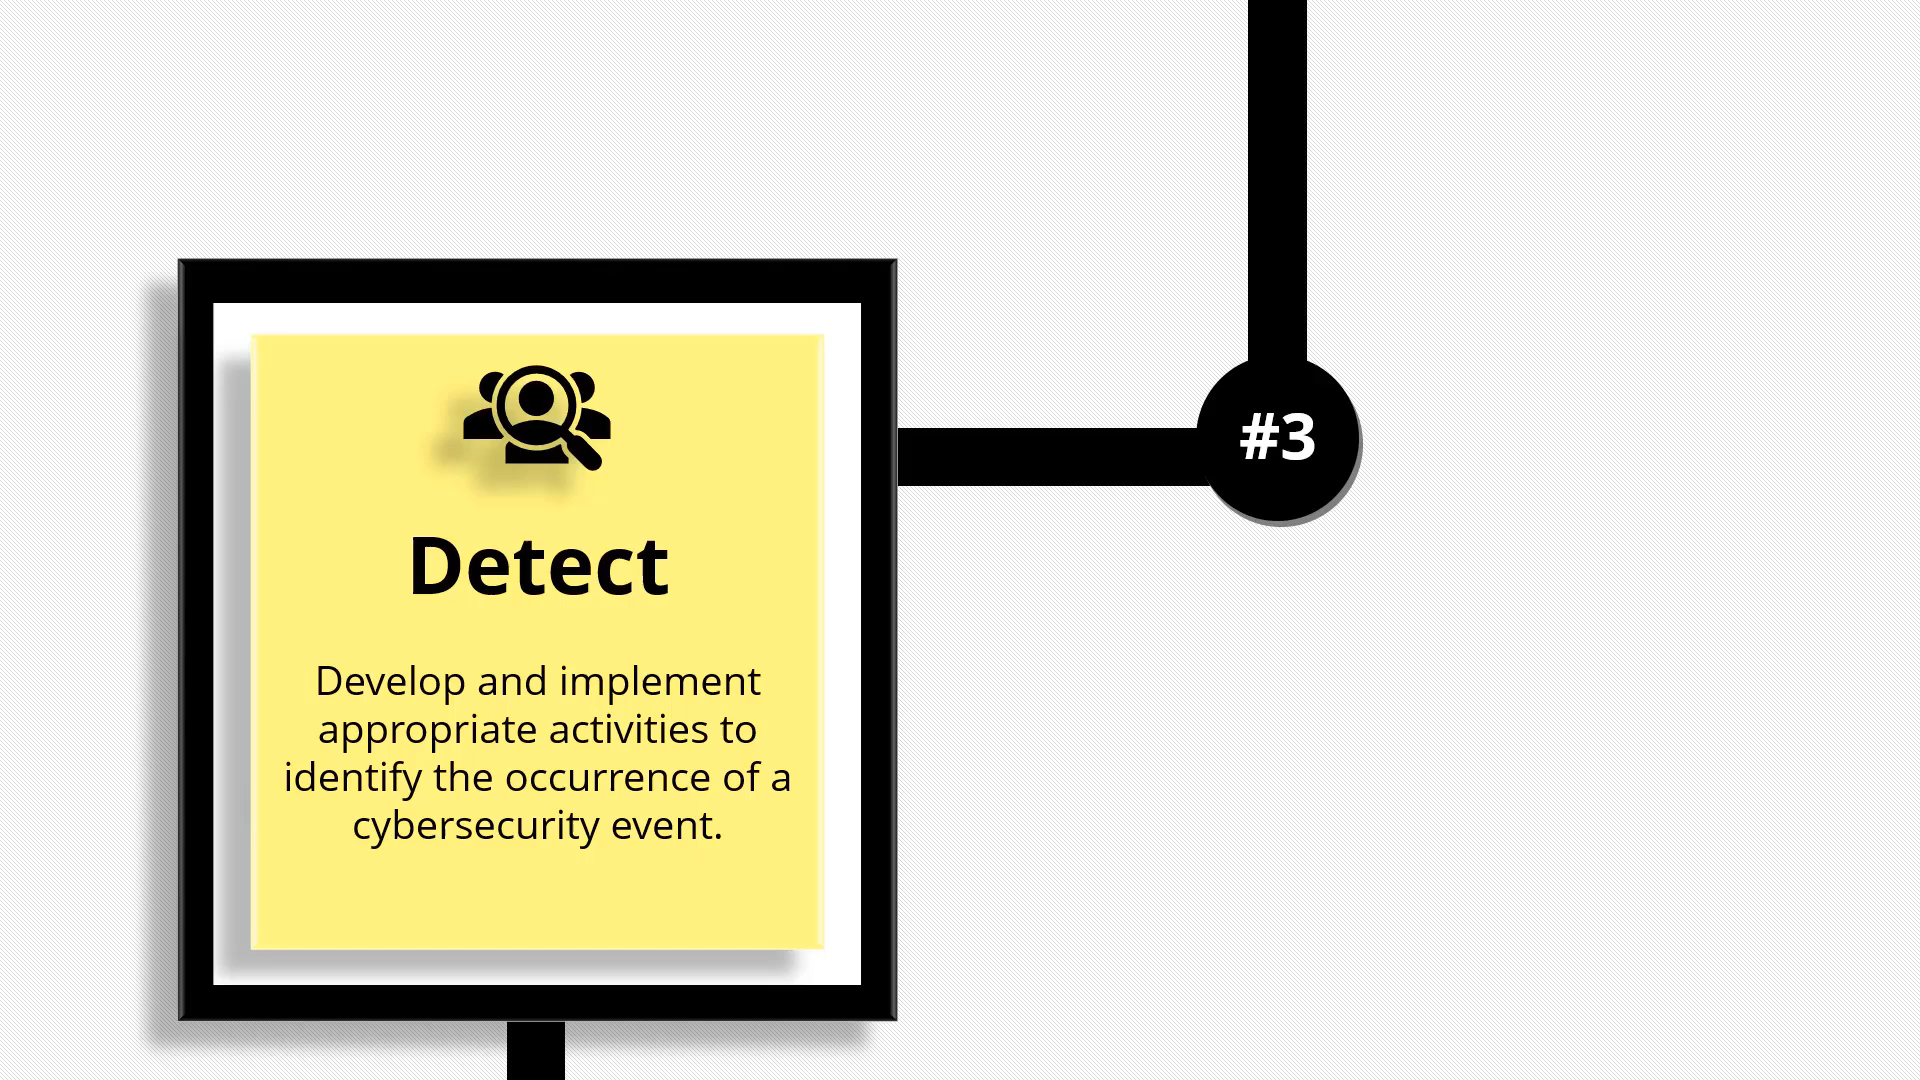 #3
Detect
Develop and implement
appropriate activities to
identify the occurrence of a
cybersecurity event.